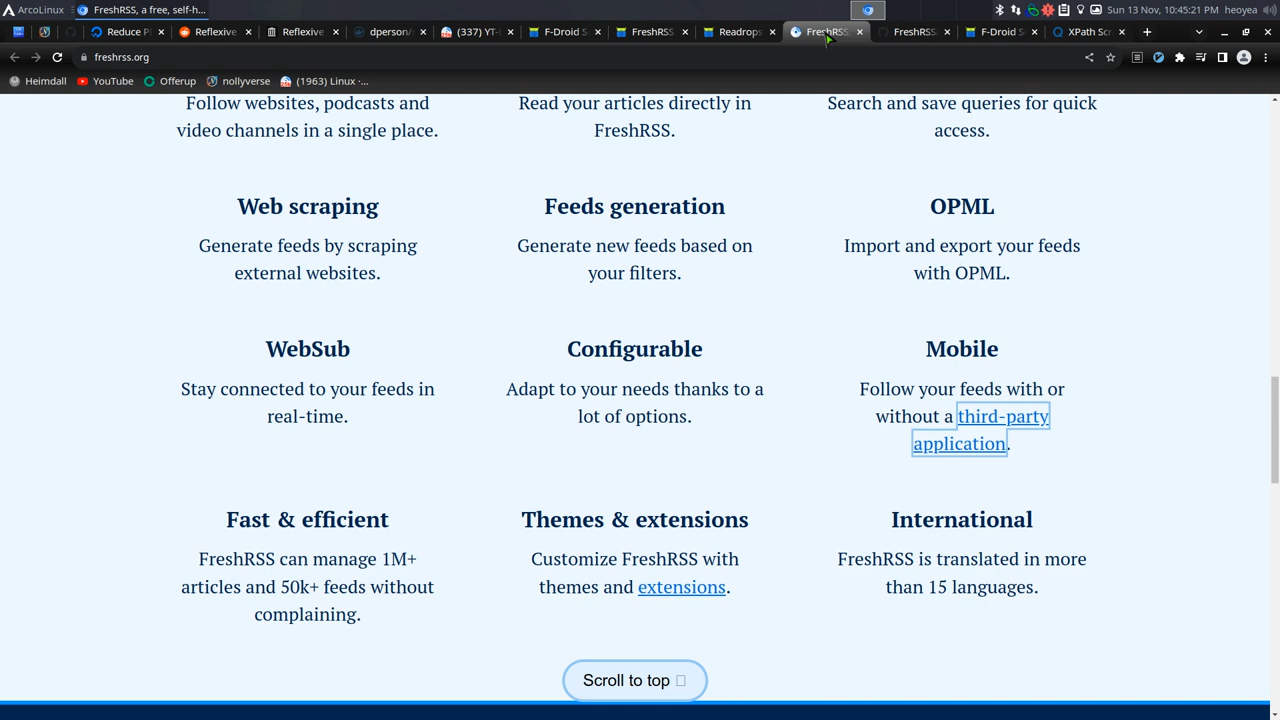 ArcoLinux
FreshRSS, a free, self-h...
Sun 13 Nov, 10:45:21 PM
heoyea
Reduce Pl
Reflexive
Reflexive
dperson/
(337) YT-
F-Droid S
FreshRSS
Readrops
FreshRSS,
FreshRSS
F-Droid S
XPath Scr
freshrss.org
Heimdall
YouTube
Offerup
nollyverse
(1963) Linux ·...
Follow websites, podcasts and
video channels in a single place.
Read your articles directly in
FreshRSS.
Search and save queries for quick
access.
Web scraping
Generate feeds by scraping
external websites.
Feeds generation
Generate new feeds based on
your filters.
OPML
Import and export your feeds
with OPML.
WebSub
Stay connected to your feeds in
real-time.
Configurable
Adapt to your needs thanks to a
lot of options.
Mobile
Follow your feeds with or
without a third-party
application.
Fast & efficient
FreshRSS can manage 1M+
articles and 50k+ feeds without
complaining.
Themes & extensions
Customize FreshRSS with
themes and extensions.
International
FreshRSS is translated in more
than 15 languages.
Scroll to top